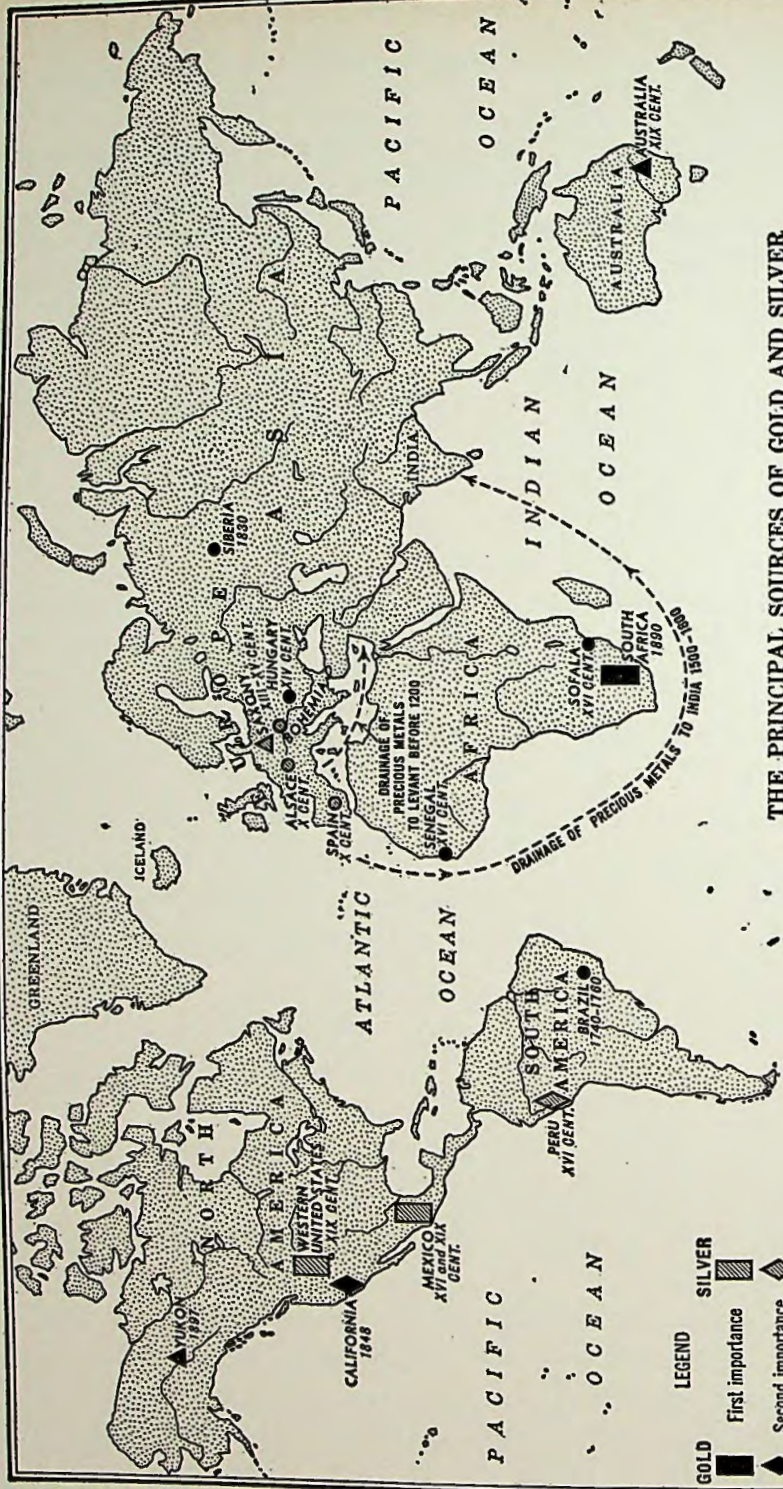 GREENLAND
ICELAND
NORTH
AMERICA
YUKON
1897
WESTERN
UNITED STATES
XIX CENT.
CALIFORNIA
1848
MEXICO
XVI and XIX
CENT.
ATLANTIC
OCEAN
PACIFIC
OCEAN
SOUTH
AMERICA
PERU
XVI CENT.
BRAZIL
1740-1760
EUROPE
SAXONY
XIII-XV CENT.
HUNGARY
XIV CENT.
BOHEMIA
ALSACE
X CENT.
SPAIN
X CENT.
SIBERIA
1830
ASIA
INDIA
DRAINAGE OF
PRECIOUS METALS
TO LEVANT BEFORE 1200
SENEGAL
XVI CENT.
AFRICA
SOFALA
XVI CENT.
SOUTH
AFRICA
1890
DRAINAGE OF PRECIOUS METALS TO INDIA
INDIAN
OCEAN
PACIFIC
OCEAN
AUSTRALIA
AUSTRALIA
XIX CENT.
LEGEND
GOLD SILVER
First importance
Second importance
THE PRINCIPAL SOURCES OF GOLD AND SILVER